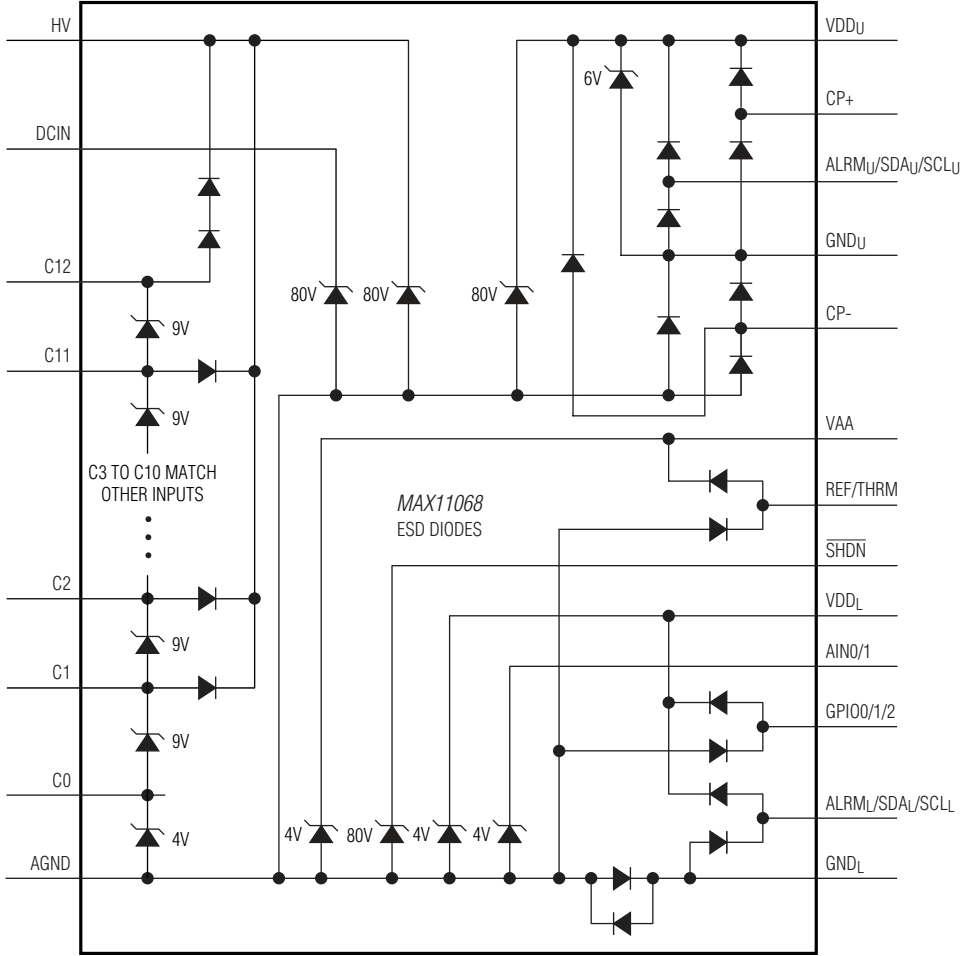 HV
VDDU
6V
CP+
DCIN
ALRMU/SDAU/SCLU
GNDU
C12
80V
80V
80V
9V
CP-
C11
9V
VAA
C3 TO C10 MATCH
OTHER INPUTS
MAX11068
ESD DIODES
REF/THRM
SHDN
C2
VDDL
9V
AIN0/1
C1
GPIO0/1/2
9V
C0
ALRML/SDAL/SCLL
4V
4V
80V
4V
4V
AGND
GNDL